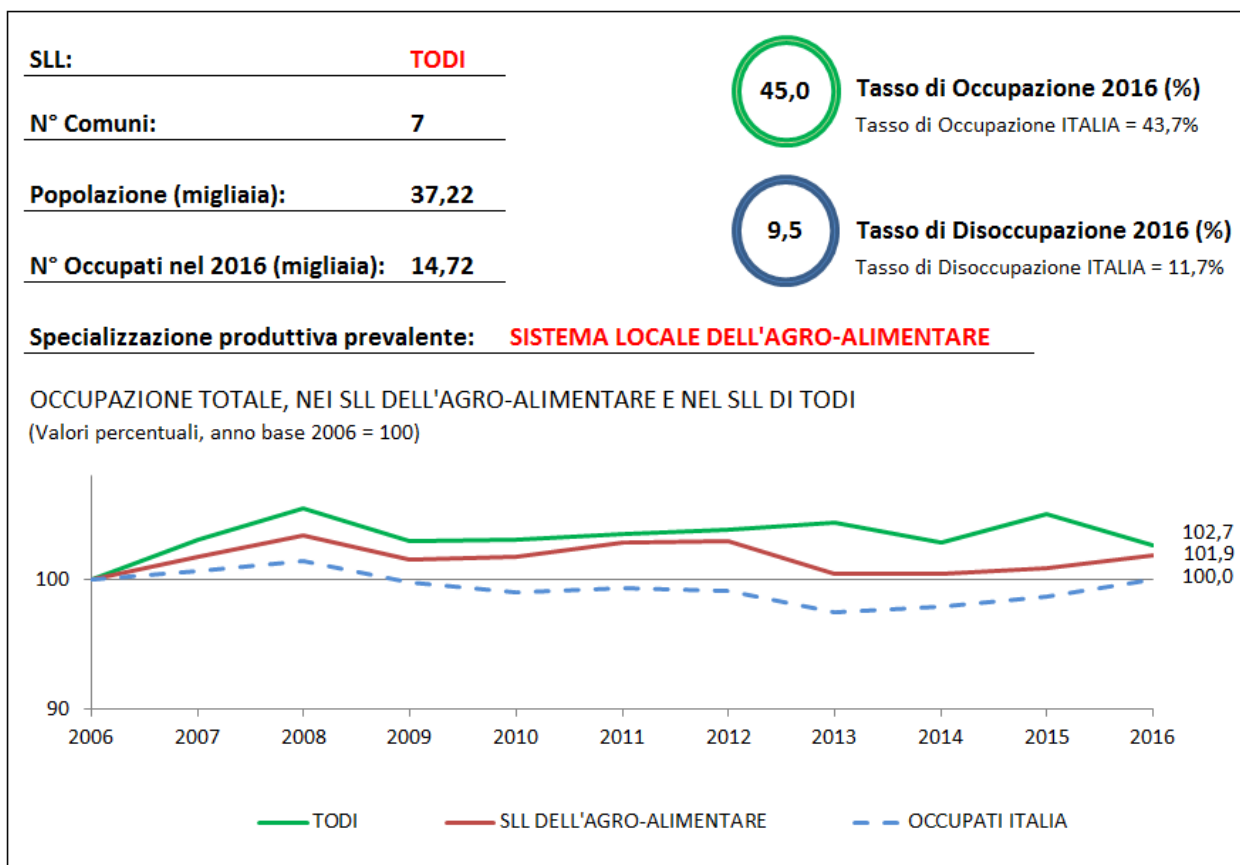 SLL: TODI
N° Comuni: 7
Popolazione (migliaia): 37,22
N° Occupati nel 2016 (migliaia): 14,72
45,0
Tasso di Occupazione 2016 (%)
Tasso di Occupazione ITALIA = 43,7%
9,5
Tasso di Disoccupazione 2016 (%)
Tasso di Disoccupazione ITALIA = 11,7%
Specializzazione produttiva prevalente: SISTEMA LOCALE DELL'AGRO-ALIMENTARE
OCCUPAZIONE TOTALE, NEI SLL DELL'AGRO-ALIMENTARE E NEL SLL DI TODI
(Valori percentuali, anno base 2006 = 100)
102,7
101,9
100,0
100
90
2006 2007 2008 2009 2010 2011 2012 2013 2014 2015 2016
TODI SLL DELL'AGRO-ALIMENTARE OCCUPATI ITALIA